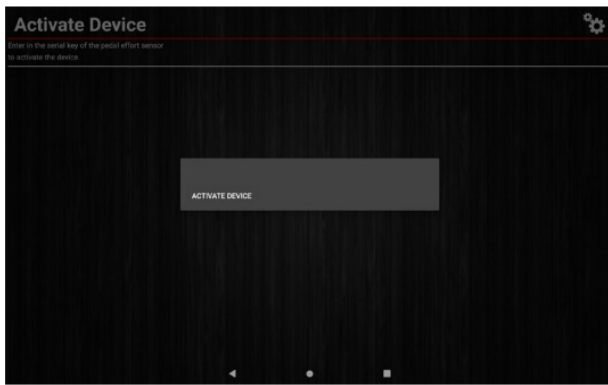 Activate Device
Enter in the serial key of the pedal effort sensor
to activate the device.
ACTIVATE DEVICE